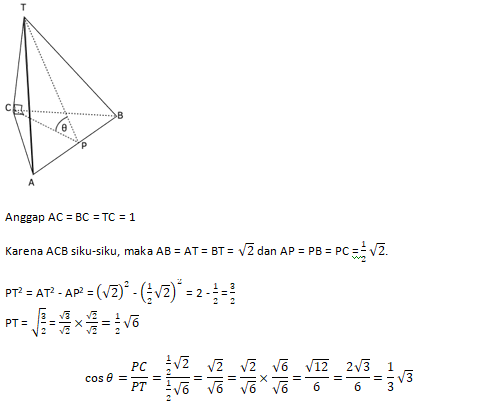 T
C
B
θ
P
A
Anggap AC = BC = TC = 1
Karena ACB siku-siku, maka AB = AT = BT = √2 dan AP = PB = PC = 1/2 √2.
PT² = AT² - AP² = (√2)² - (1/2 √2)² = 2 - 1/2 = 3/2
PT = √(3/2) = √3/√2 × √2/√2 = 1/2 √6
cos θ = PC/PT = (1/2 √2)/(1/2 √6) = √2/√6 = √2/√6 × √6/√6 = √12/6 = 2√3/6 = 1/3 √3